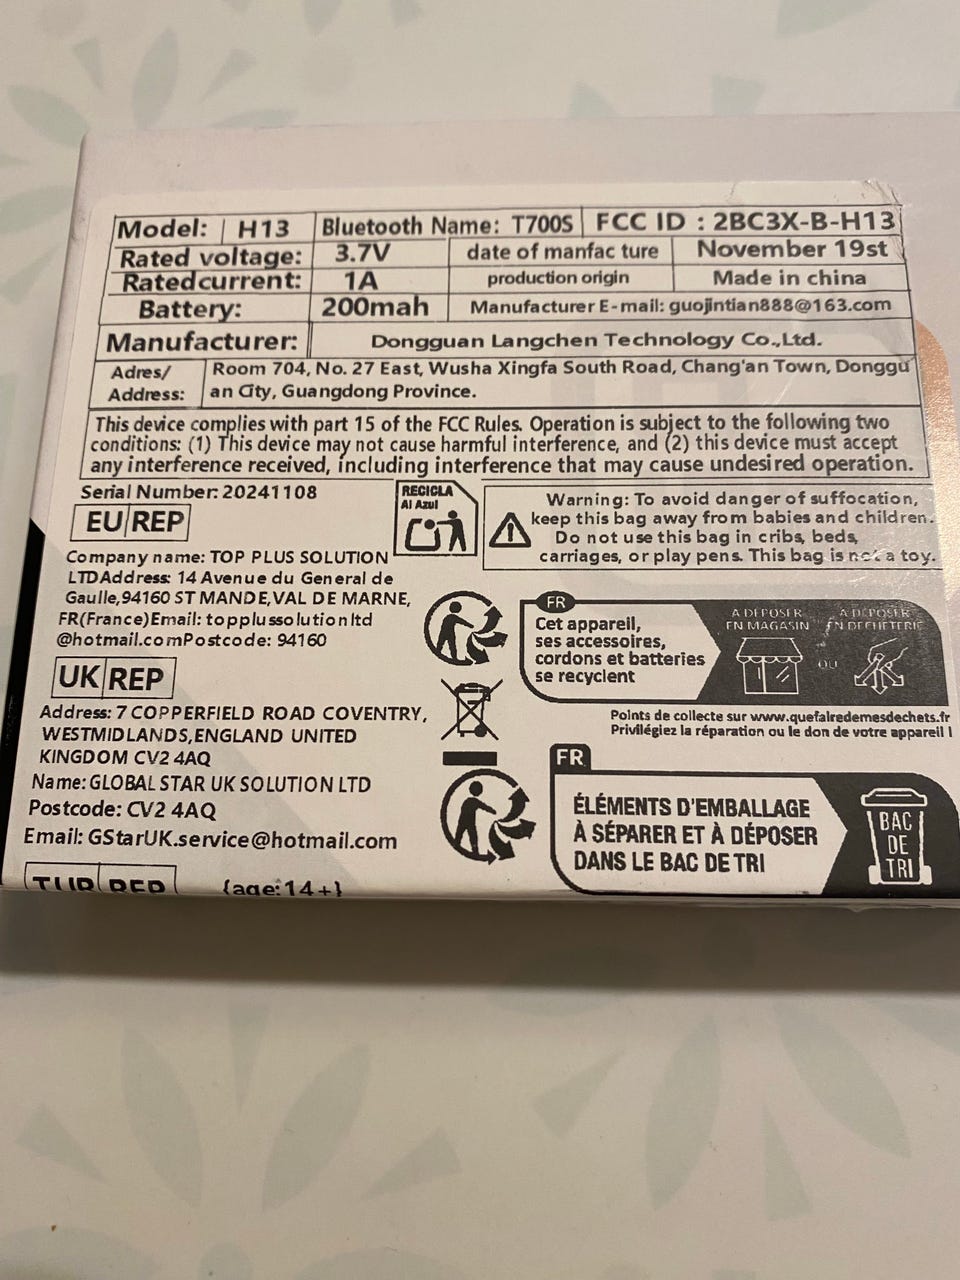 Model: H13 Bluetooth Name: T700S FCC ID : 2BC3X-B-H13
Rated voltage: 3.7V date of manfac ture November 19st
Ratedcurrent: 1A production origin Made in china
Battery: 200mah Manufacturer E-mail: guojintian888@163.com
Manufacturer: Dongguan Langchen Technology Co.,Ltd.
Adres/
Address:
Room 704, No. 27 East, Wusha Xingfa South Road, Chang'an Town, Donggu
an City, Guangdong Province.
This device complies with part 15 of the FCC Rules. Operation is subject to the following two
conditions: (1) This device may not cause harmful interference, and (2) this device must accept
any interference received, including interference that may cause undesired operation.
Serial Number: 20241108
EU REP
Company name: TOP PLUS SOLUTION
LTDAddress: 14 Avenue du General de
Gaulle,94160 ST MANDE,VAL DE MARNE,
FR(France)Email: topplussolutionltd
@hotmail.comPostcode: 94160
UK REP
Address: 7 COPPERFIELD ROAD COVENTRY,
WESTMIDLANDS,ENGLAND UNITED
KINGDOM CV2 4AQ
Name: GLOBAL STAR UK SOLUTION LTD
Postcode: CV2 4AQ
Email: GStarUK.service@hotmail.com
REP {age:14+}
RECICLA
Al Azul
Warning: To avoid danger of suffocation,
keep this bag away from babies and children.
Do not use this bag in cribs, beds,
carriages, or play pens. This bag is not a toy.
FR
Cet appareil,
ses accessoires,
cordons et batteries
se recyclent
À DÉPOSER
EN MAGASIN
OU
À DÉPOSER
EN DÉCHÈTERIE
Points de collecte sur www.quefairedemesdechets.fr
Privilégiez la réparation ou le don de votre appareil !
FR
ÉLÉMENTS D'EMBALLAGE
À SÉPARER ET À DÉPOSER
DANS LE BAC DE TRI
BAC
DE
TRI